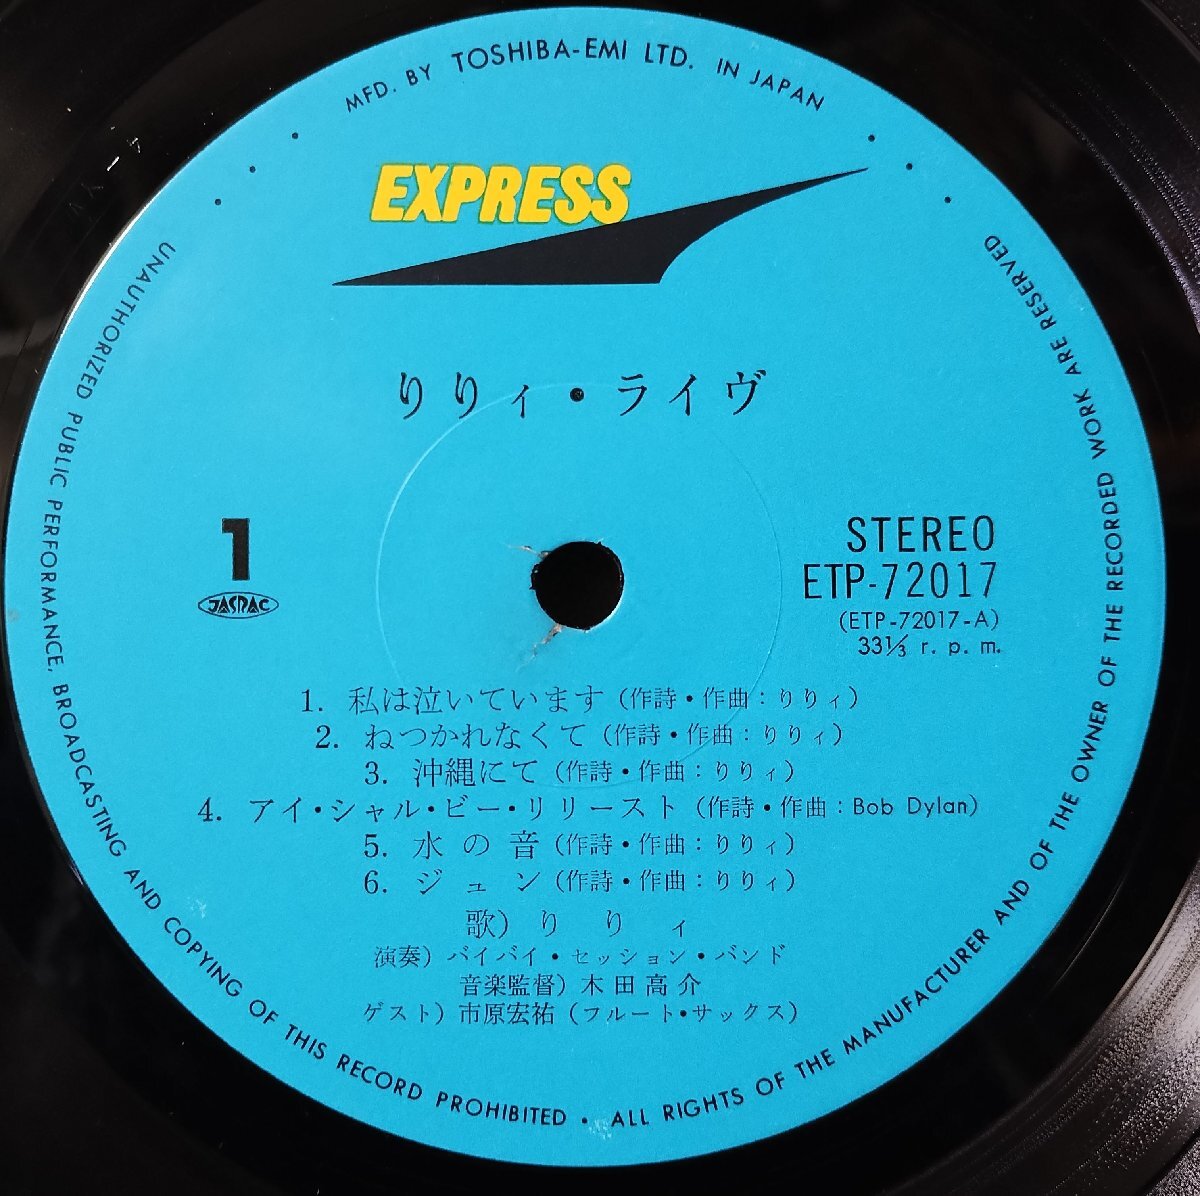 MFD. BY TOSHIBA-EMI LTD. IN JAPAN
EXPRESS
りりィ・ライヴ
1
JASRAC
STEREO
ETP-72017
(ETP-72017-A)
33⅓ r. p. m.
1. 私は泣いています (作詩・作曲：りりィ)
2. ねつかれなくて (作詩・作曲：りりィ)
3. 沖縄にて (作詩・作曲：りりィ)
4. アイ・シャル・ビー・リリースト (作詩・作曲：Bob Dylan)
5. 水の音 (作詩・作曲：りりィ)
6. ジュン (作詩・作曲：りりィ)
歌) りりィ
演奏) バイバイ・セッション・バンド
音楽監督) 木田高介
ゲスト) 市原宏祐 (フルート・サックス)
UNAUTHORIZED PUBLIC PERFORMANCE, BROADCASTING AND COPYING OF THIS RECORD PROHIBITED • ALL RIGHTS OF THE MANUFACTURER AND OF THE OWNER OF THE RECORDED WORK ARE RESERVED